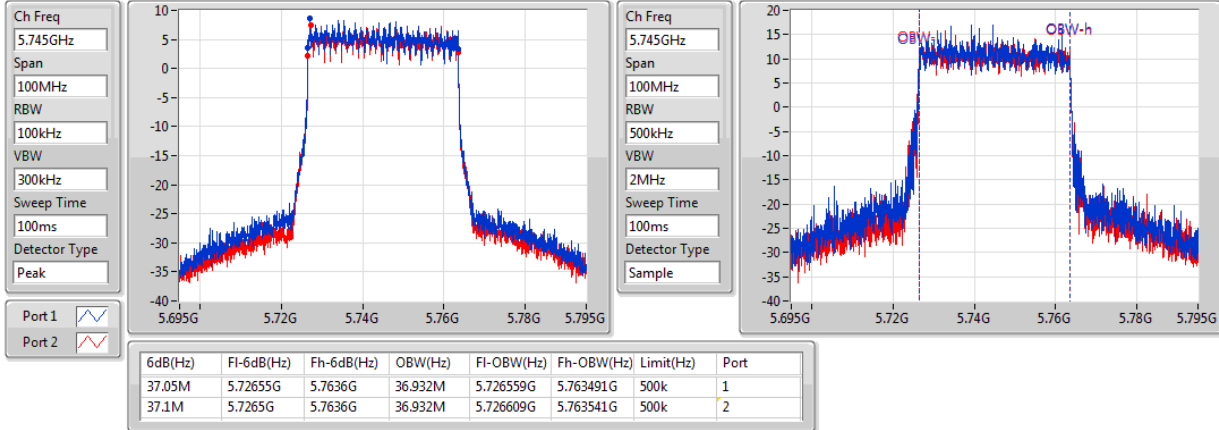 Ch Freq
5.745GHz
Span
100MHz
RBW
100kHz
VBW
300kHz
Sweep Time
100ms
Detector Type
Peak
Port 1
Port 2
10
5
0
-5
-10
-15
-20
-25
-30
-35
-40
5.695G 5.72G 5.74G 5.76G 5.78G 5.795G
Ch Freq
5.745GHz
Span
100MHz
RBW
500kHz
VBW
2MHz
Sweep Time
100ms
Detector Type
Sample
20
15
10
5
0
-5
-10
-15
-20
-25
-30
-35
-40
OBW-l OBW-h
5.695G 5.72G 5.74G 5.76G 5.78G 5.795G
6dB(Hz) Fl-6dB(Hz) Fh-6dB(Hz) OBW(Hz) Fl-OBW(Hz) Fh-OBW(Hz) Limit(Hz) Port
37.05M 5.72655G 5.7636G 36.932M 5.726559G 5.763491G 500k 1
37.1M 5.7265G 5.7636G 36.932M 5.726609G 5.763541G 500k 2